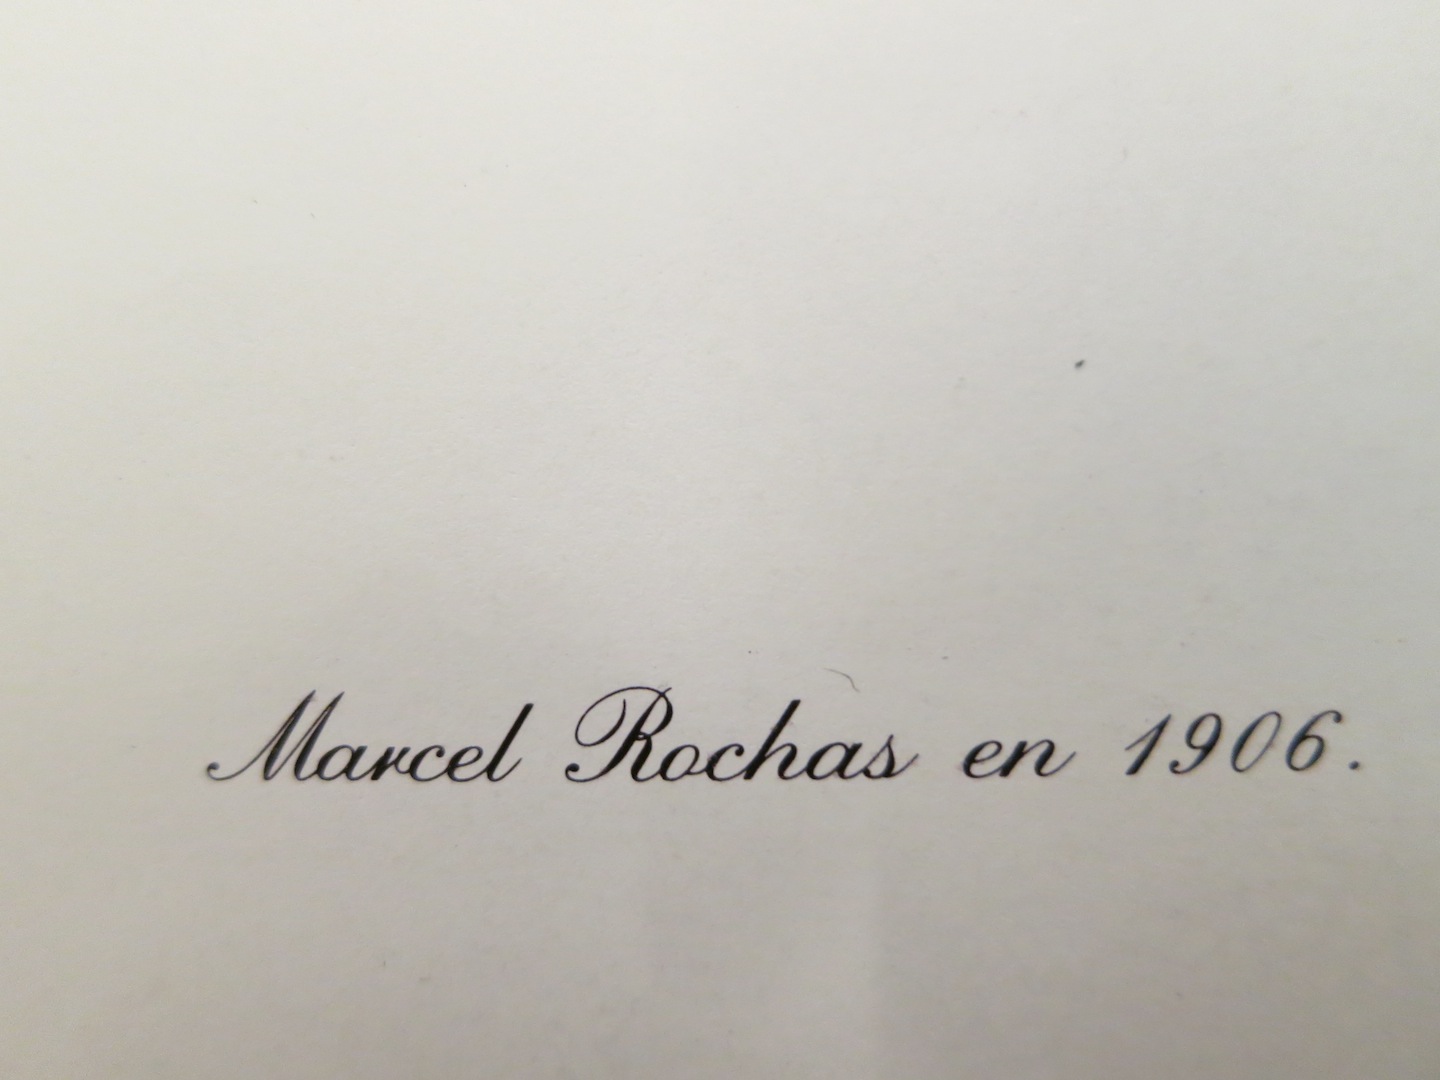 Marcel Rochas en 1906.